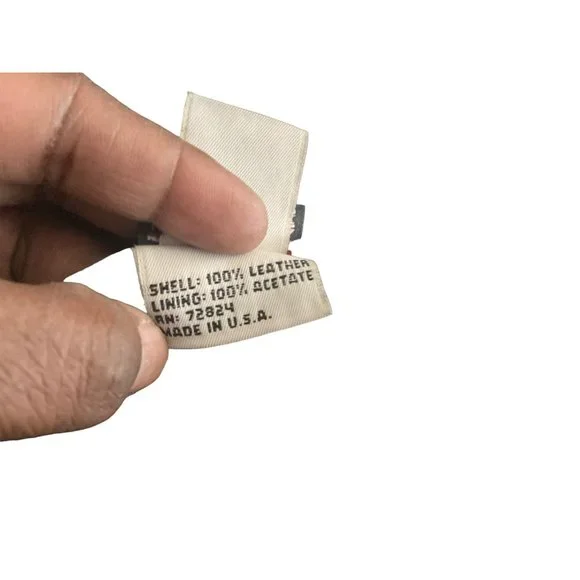 SHELL: 100% LEATHER
LINING: 100% ACETATE
RN: 72824
MADE IN U.S.A.